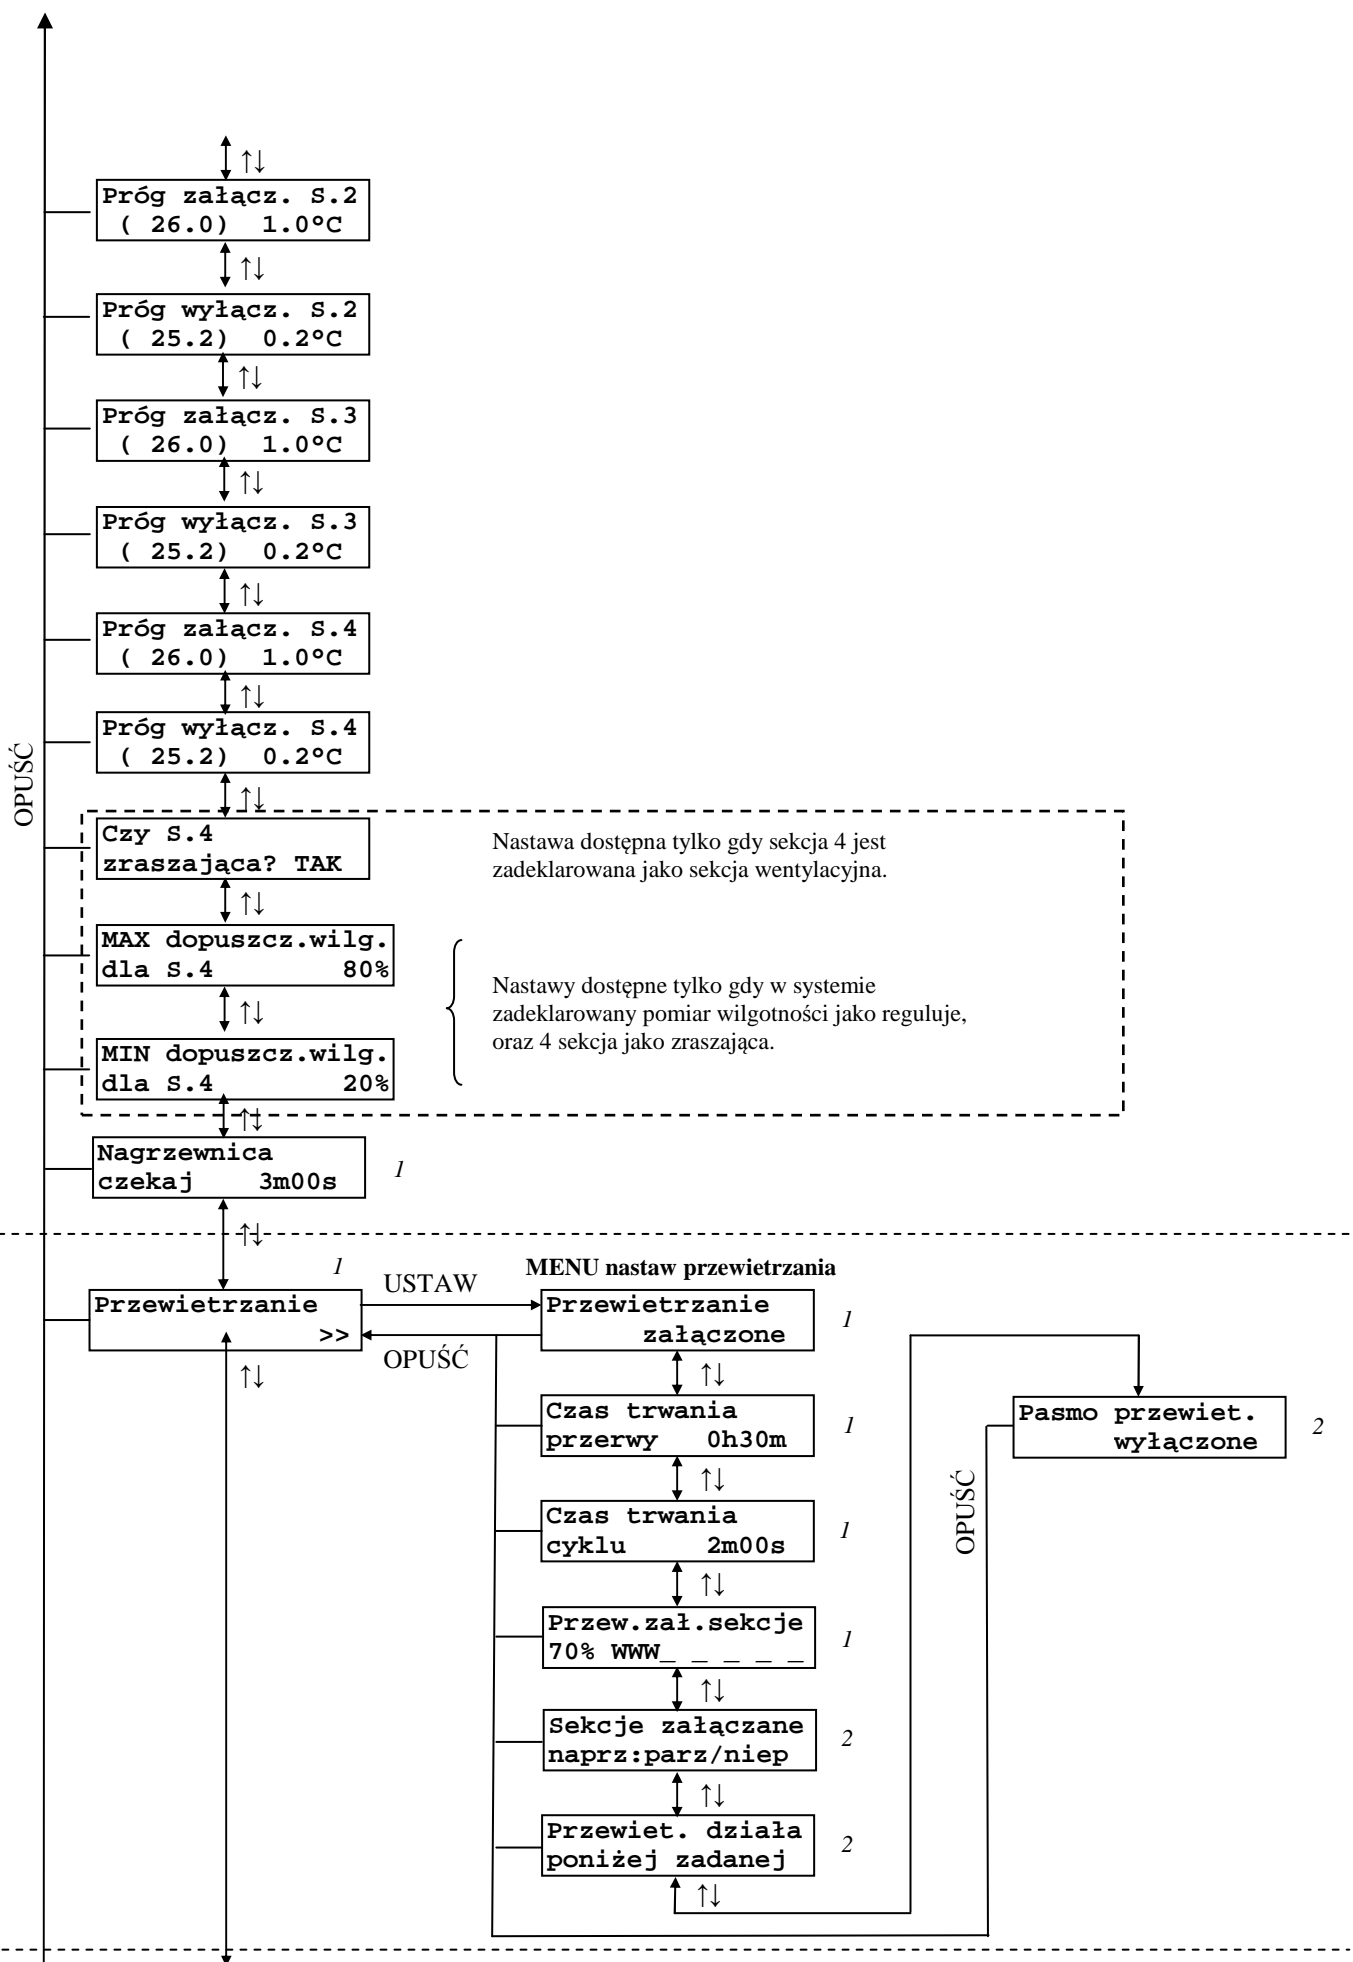 ↑↓
Próg załącz. S.2
( 26.0) 1.0°C
↑↓
Próg wyłącz. S.2
( 25.2) 0.2°C
↑↓
Próg załącz. S.3
( 26.0) 1.0°C
↑↓
Próg wyłącz. S.3
( 25.2) 0.2°C
↑↓
Próg załącz. S.4
( 26.0) 1.0°C
↑↓
Próg wyłącz. S.4
( 25.2) 0.2°C
OPUŚĆ
↑↓
Czy S.4
zraszająca? TAK
Nastawa dostępna tylko gdy sekcja 4 jest
zadeklarowana jako sekcja wentylacyjna.
↑↓
MAX dopuszcz.wilg.
dla S.4 80%
↑↓
Nastawy dostępne tylko gdy w systemie
zadeklarowany pomiar wilgotności jako reguluje,
oraz 4 sekcja jako zraszająca.
MIN dopuszcz.wilg.
dla S.4 20%
↑↓
Nagrzewnica
czekaj 3m00s
1
↑↓
1
Przewietrzanie
>>
USTAW
OPUŚĆ
↑↓
MENU nastaw przewietrzania
Przewietrzanie
załączone
1
↑↓
Czas trwania
przerwy 0h30m
1
↑↓
Czas trwania
cyklu 2m00s
1
↑↓
Przew.zał.sekcje
70% WWW_ _ _ _ _
1
↑↓
Sekcje załączane
naprz:parz/niep
2
↑↓
Przewiet. działa
poniżej zadanej
2
↑↓
Pasmo przewiet.
wyłączone
2
OPUŚĆ